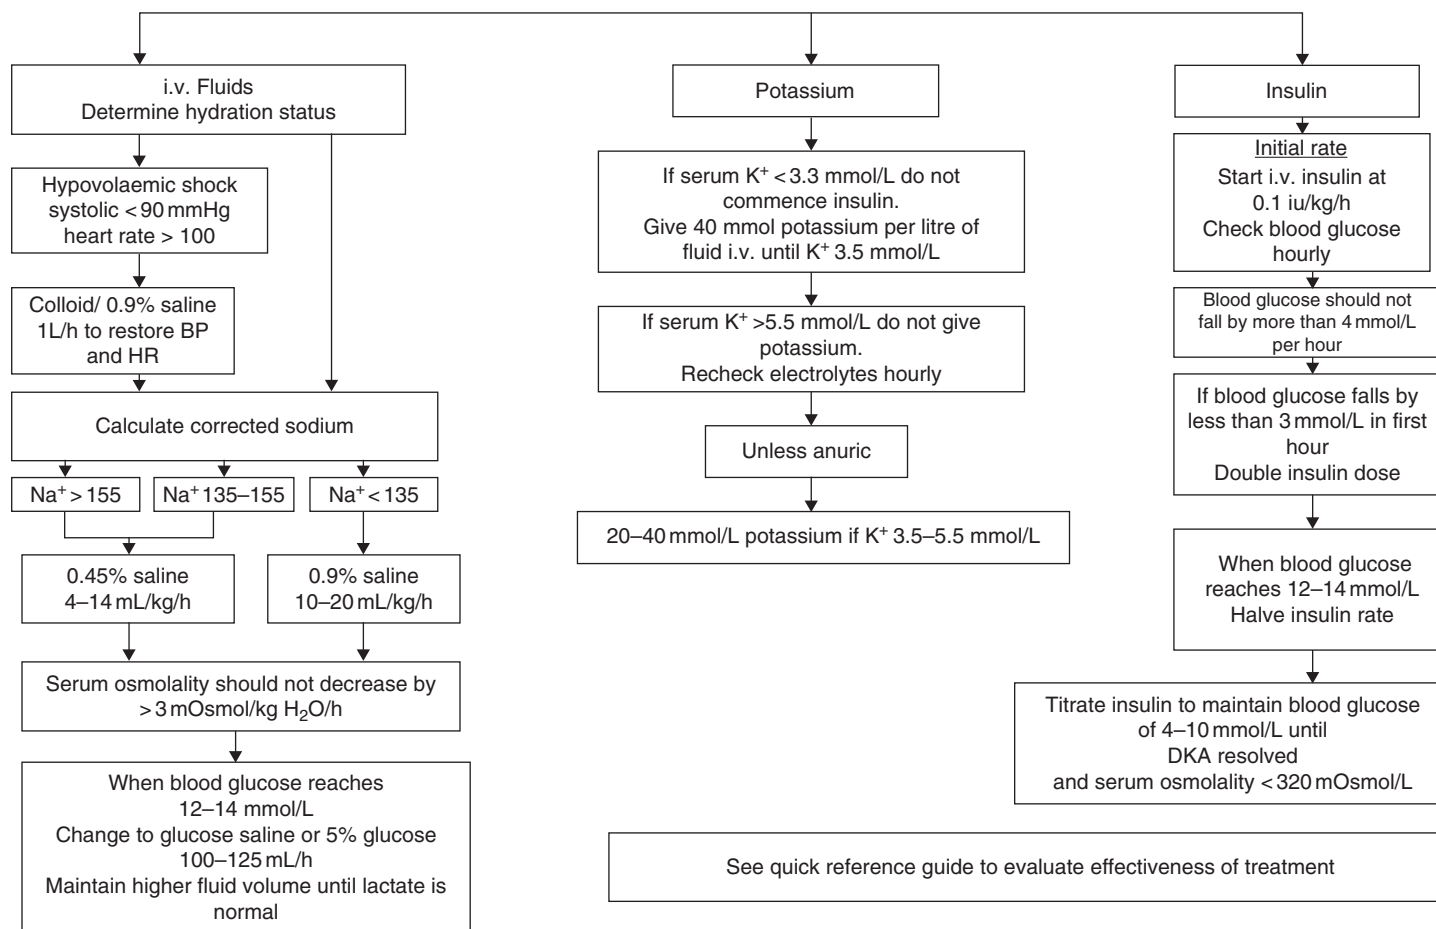 i.v. Fluids
Determine hydration status
Hypovolaemic shock
systolic <90 mmHg
heart rate > 100
Colloid/ 0.9% saline
1L/h to restore BP
and HR
Calculate corrected sodium
Na⁺ > 155
Na⁺ 135–155
Na⁺ < 135
0.45% saline
4–14 mL/kg/h
0.9% saline
10–20 mL/kg/h
Serum osmolality should not decrease by
> 3 mOsmol/kg H₂O/h
When blood glucose reaches
12–14 mmol/L
Change to glucose saline or 5% glucose
100–125 mL/h
Maintain higher fluid volume until lactate is
normal
Potassium
If serum K⁺ <3.3 mmol/L do not
commence insulin.
Give 40 mmol potassium per litre of
fluid i.v. until K⁺ 3.5 mmol/L
If serum K⁺ >5.5 mmol/L do not give
potassium.
Recheck electrolytes hourly
Unless anuric
20–40 mmol/L potassium if K⁺ 3.5–5.5 mmol/L
Insulin
Initial rate
Start i.v. insulin at
0.1 iu/kg/h
Check blood glucose
hourly
Blood glucose should not
fall by more than 4 mmol/L
per hour
If blood glucose falls by
less than 3 mmol/L in first
hour
Double insulin dose
When blood glucose
reaches 12–14 mmol/L
Halve insulin rate
Titrate insulin to maintain blood glucose
of 4–10 mmol/L until
DKA resolved
and serum osmolality < 320 mOsmol/L
See quick reference guide to evaluate effectiveness of treatment